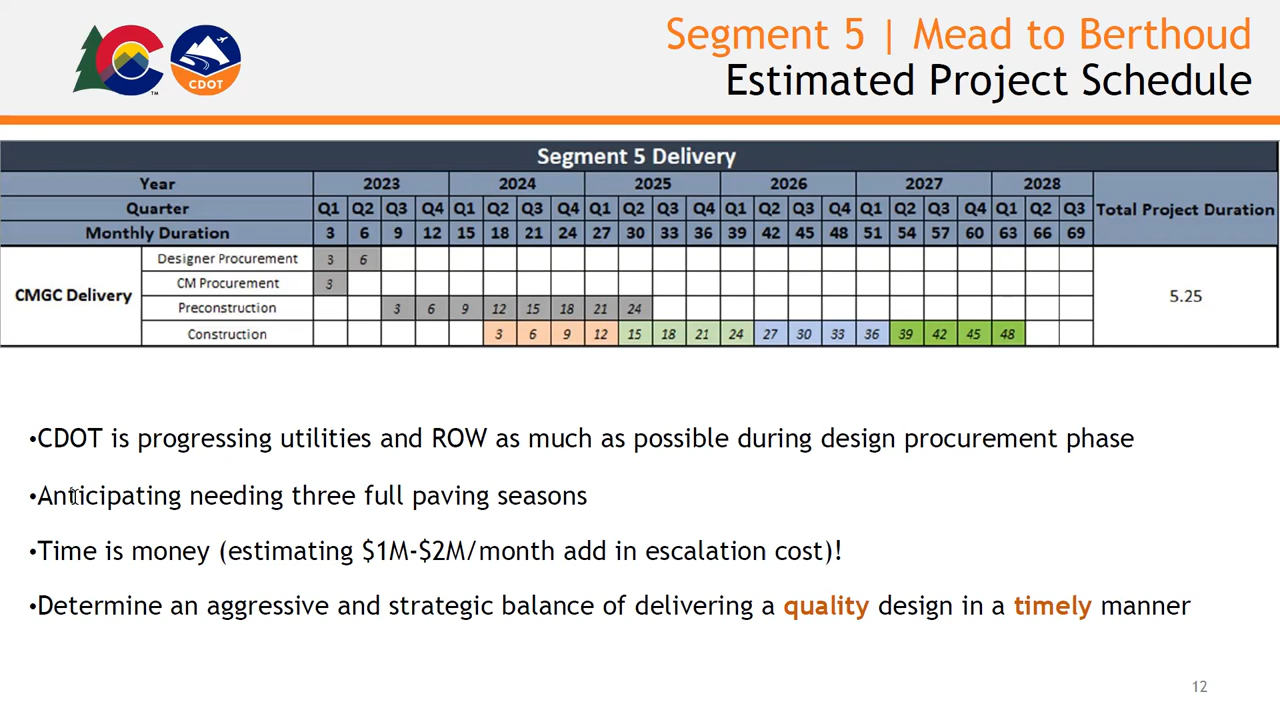 Segment 5 | Mead to Berthoud
Estimated Project Schedule
CDOT
TM
Segment 5 Delivery
Year 2023 2024 2025 2026 2027 2028 Total Project Duration
Quarter Q1 Q2 Q3 Q4 Q1 Q2 Q3 Q4 Q1 Q2 Q3 Q4 Q1 Q2 Q3 Q4 Q1 Q2 Q3 Q4 Q1 Q2 Q3
Monthly Duration 3 6 9 12 15 18 21 24 27 30 33 36 39 42 45 48 51 54 57 60 63 66 69
CMGC Delivery
Designer Procurement 3 6
CM Procurement 3
Preconstruction 3 6 9 12 15 18 21 24
Construction 3 6 9 12 15 18 21 24 27 30 33 36 39 42 45 48
5.25
•CDOT is progressing utilities and ROW as much as possible during design procurement phase
•Anticipating needing three full paving seasons
•Time is money (estimating $1M-$2M/month add in escalation cost)!
•Determine an aggressive and strategic balance of delivering a quality design in a timely manner
12